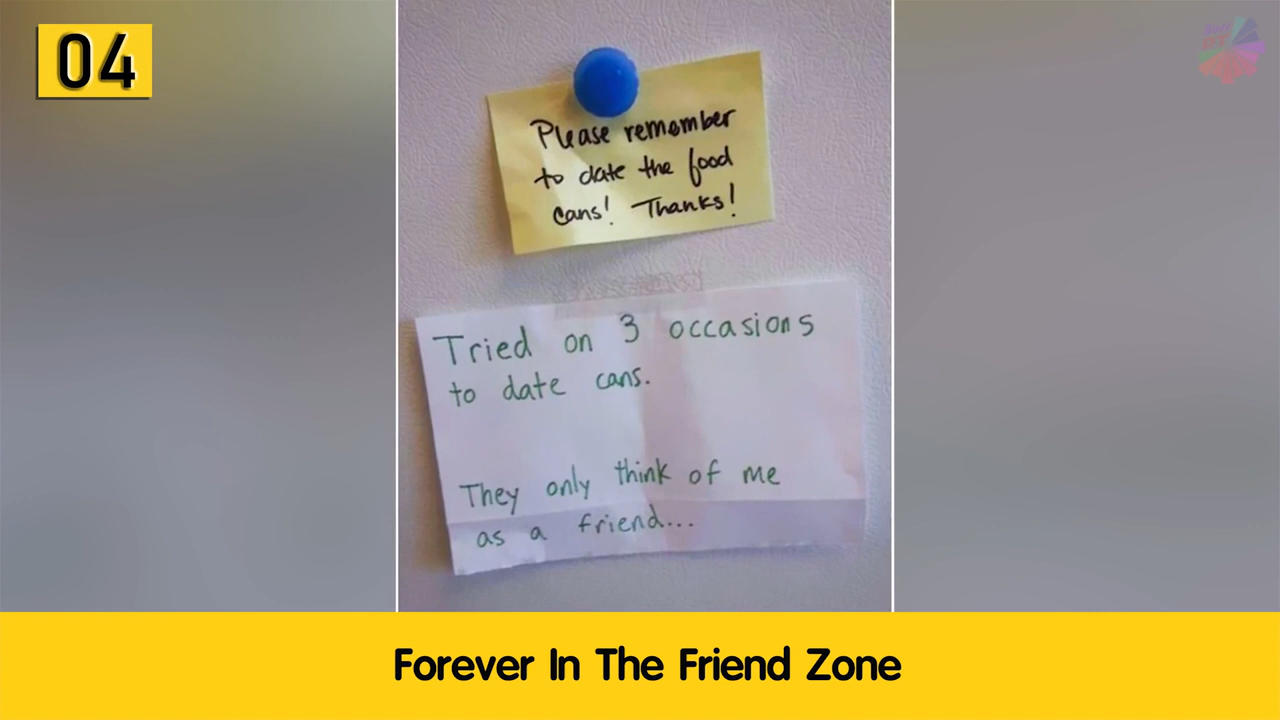 04
Please remember
to date the food
cans! Thanks!
Tried on 3 occasions
to date cans.
They only think of me
as a friend...
Forever In The Friend Zone